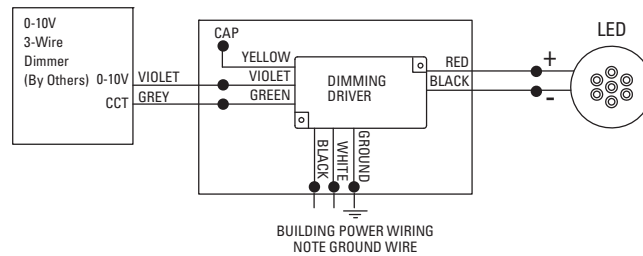 0-10V
3-Wire
Dimmer
(By Others) 0-10V
CCT
VIOLET
GREY
CAP
YELLOW
VIOLET
GREEN
DIMMING
DRIVER
RED
BLACK
LED
+
-
BLACK
WHITE
GROUND
BUILDING POWER WIRING
NOTE GROUND WIRE